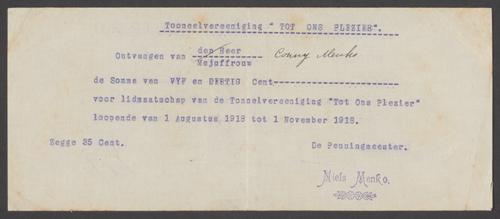 Tooneelvereeniging " TOT ONS PLEZIER".
Ontvangen van den Heer Conny Menko
Mejuffrouw
de Somme van VYF en DERTIG Cent
voor lidmaatschap van de Tooneelvereeniging "Tot Ons Plezier"
loopende van 1 Augustus 1918 tot 1 November 1918.
Zegge 35 Cent.
De Penningmeester.
Niels Menko.